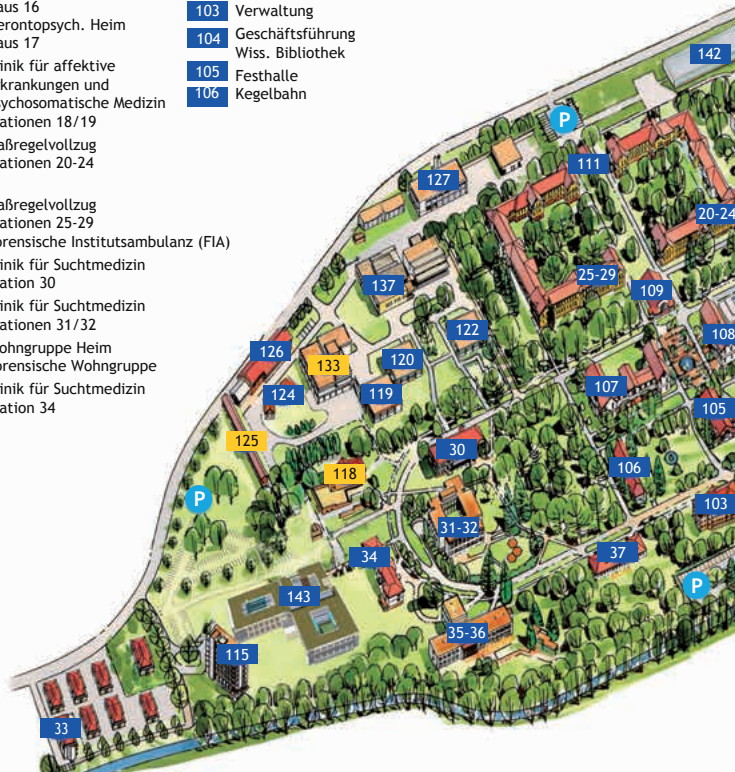 aus 16
erontopsych. Heim
aus 17
inik für affektive
rkrankungen und
sychosomatische Medizin
ationen 18/19
aßregelvollzug
ationen 20-24
aßregelvollzug
ationen 25-29
orensische Institutsambulanz (FIA)
inik für Suchtmedizin
ation 30
inik für Suchtmedizin
ationen 31/32
ohngruppe Heim
orensische Wohngruppe
inik für Suchtmedizin
ation 34
103 Verwaltung
104 Geschäftsführung
Wiss. Bibliothek
105 Festhalle
106 Kegelbahn
142
P
111
127
20-24
25-29
109
137
122
108
126
133
120
107
124
119
105
125
30
118
106
P
31-32
103
34
37
P
143
35-36
115
33